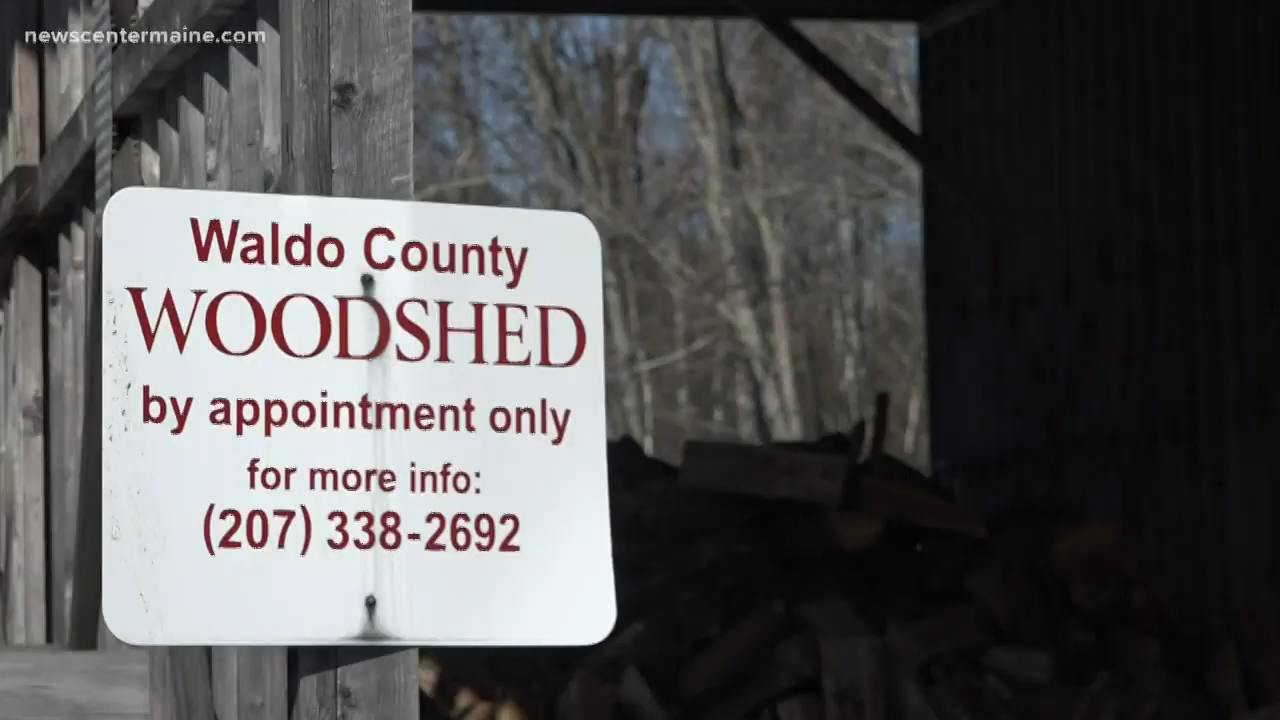 newscentermaine.com
Waldo County
WOODSHED
by appointment only
for more info:
(207) 338-2692